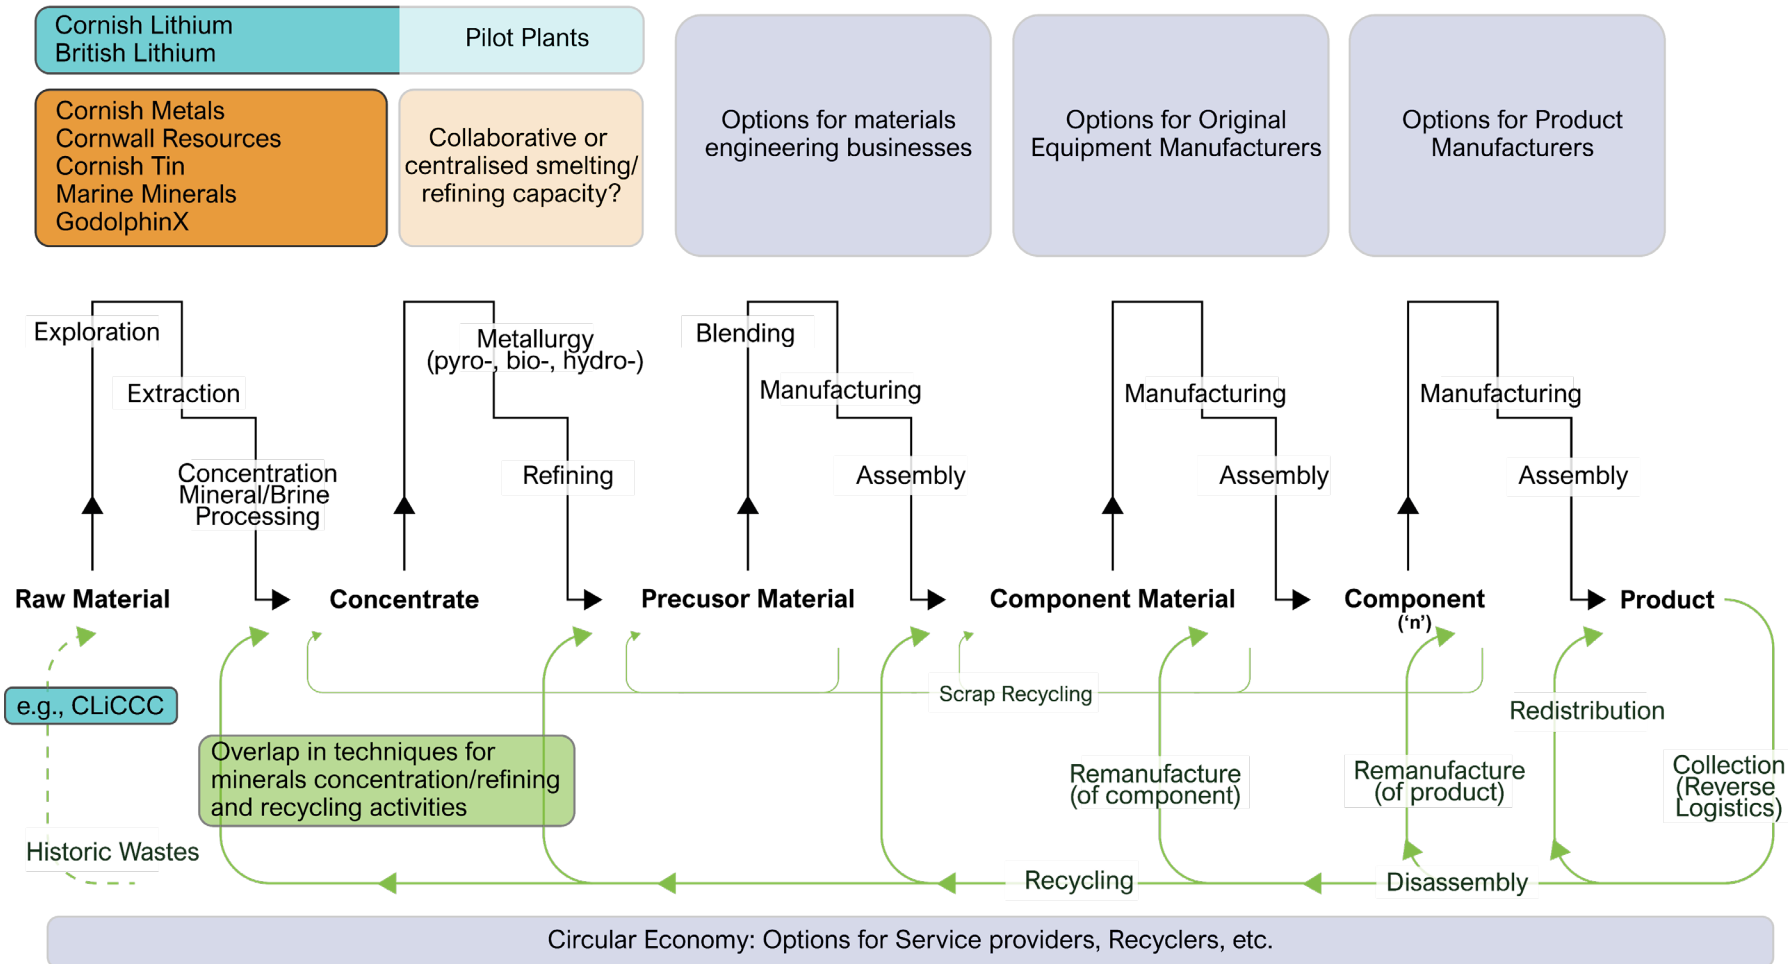 Cornish Lithium
British Lithium
Pilot Plants
Cornish Metals
Cornwall Resources
Cornish Tin
Marine Minerals
GodolphinX
Collaborative or
centralised smelting/
refining capacity?
Options for materials
engineering businesses
Options for Original
Equipment Manufacturers
Options for Product
Manufacturers
Exploration
Extraction
Concentration
Mineral/Brine
Processing
Metallurgy
(pyro-, bio-, hydro-)
Refining
Blending
Manufacturing
Assembly
Manufacturing
Assembly
Manufacturing
Assembly
Raw Material
Concentrate
Precusor Material
Component Material
Component
(‘n’)
Product
e.g., CLiCCC
Scrap Recycling
Redistribution
Overlap in techniques for
minerals concentration/refining
and recycling activities
Remanufacture
(of component)
Remanufacture
(of product)
Collection
(Reverse
Logistics)
Historic Wastes
Recycling
Disassembly
Circular Economy: Options for Service providers, Recyclers, etc.